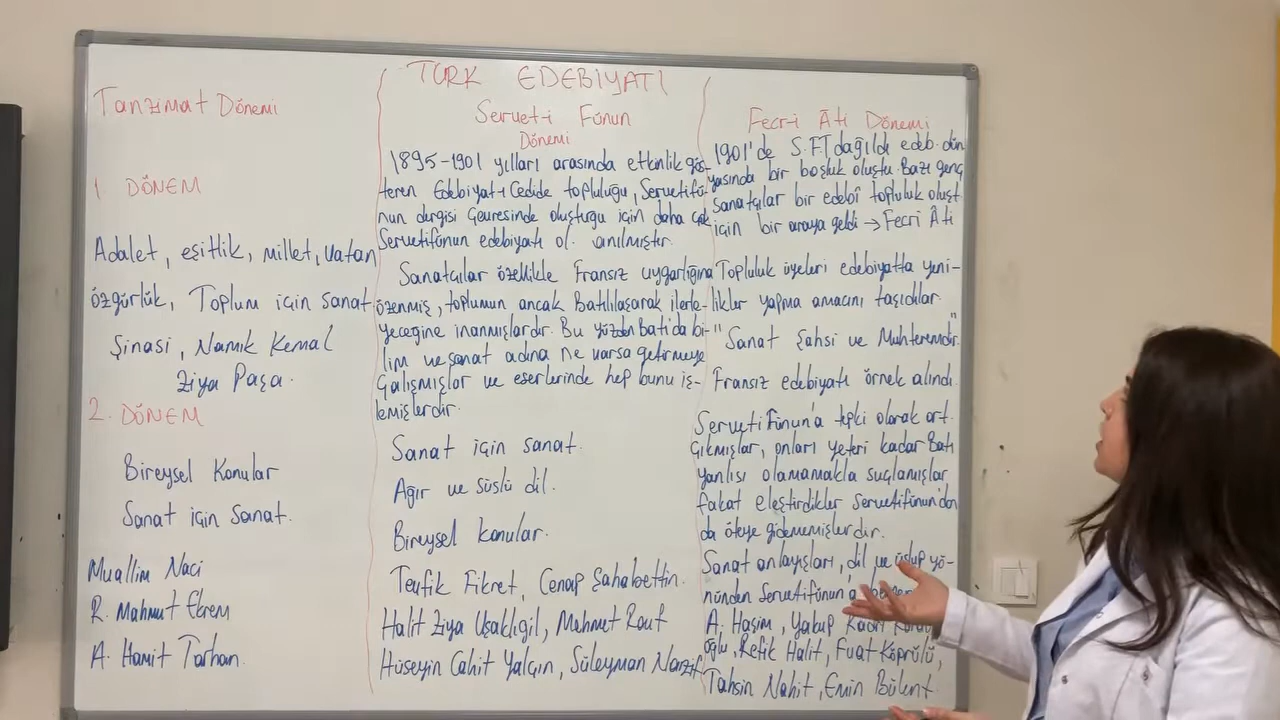 TÜRK EDEBİYATI
Tanzimat Dönemi
1. DÖNEM
Adalet, eşitlik, millet, vatan
özgürlük, Toplum için sanat
Şinasi, Namık Kemal
Ziya Paşa.
2. DÖNEM
Bireysel Konular
Sanat için Sanat.
Muallim Naci
R. Mahmut Ekrem
A. Hamit Tarhan.
Servet-i Fünun
Dönemi
1895-1901 yılları arasında etkinlik gös-
teren Edebiyat-ı Cedide topluluğu, Servetifü-
nun dergisi çevresinde oluştuğu için daha çok
Servetifünun edebiyatı ol. anılmıştır.
Sanatçılar özellikle Fransız uygarlığına
özenmiş, toplumun ancak Batılılaşarak ilerle-
yeceğine inanmışlardır. Bu yüzden Batı'da bi-
lim ve sanat adına ne varsa getirmeye
çalışmışlar ve eserlerinde hep bunu iş-
lemişlerdir.
Sanat için sanat.
Ağır ve süslü dil.
Bireysel konular.
Tevfik Fikret, Cenap Şahabettin.
Halit Ziya Uşaklıgil, Mehmet Rauf
Hüseyin Cahit Yalçın, Süleyman Nazif
Fecr-i Âti Dönemi
1901'de S.F.T dağıldı edeb. dün
yasında bir boşluk oluştu. Bazı genç
sanatçılar bir edebî topluluk oluşt
için bir araya geldi → Fecri Âti
Topluluk üyeleri edebiyatta yeni-
likler yapma amacını taşıdılar.
"Sanat Şahsi ve Muhteremdir."
Fransız edebiyatı örnek alındı.
Servetifünun'a tepki olarak ort.
çıkmışlar, onları yeteri kadar Batı
yanlısı olamamakla suçlamışlar
fakat eleştirdikler Servetifünun'dan
da öteye gidememişlerdir.
Sanat anlayışları, dil ve üslup yö-
nünden Servetifünun'a
A. Haşim, Yakup Kadri
oğlu, Refik Halit, Fuat Köprülü,
Tahsin Nahit, Emin Bülent.